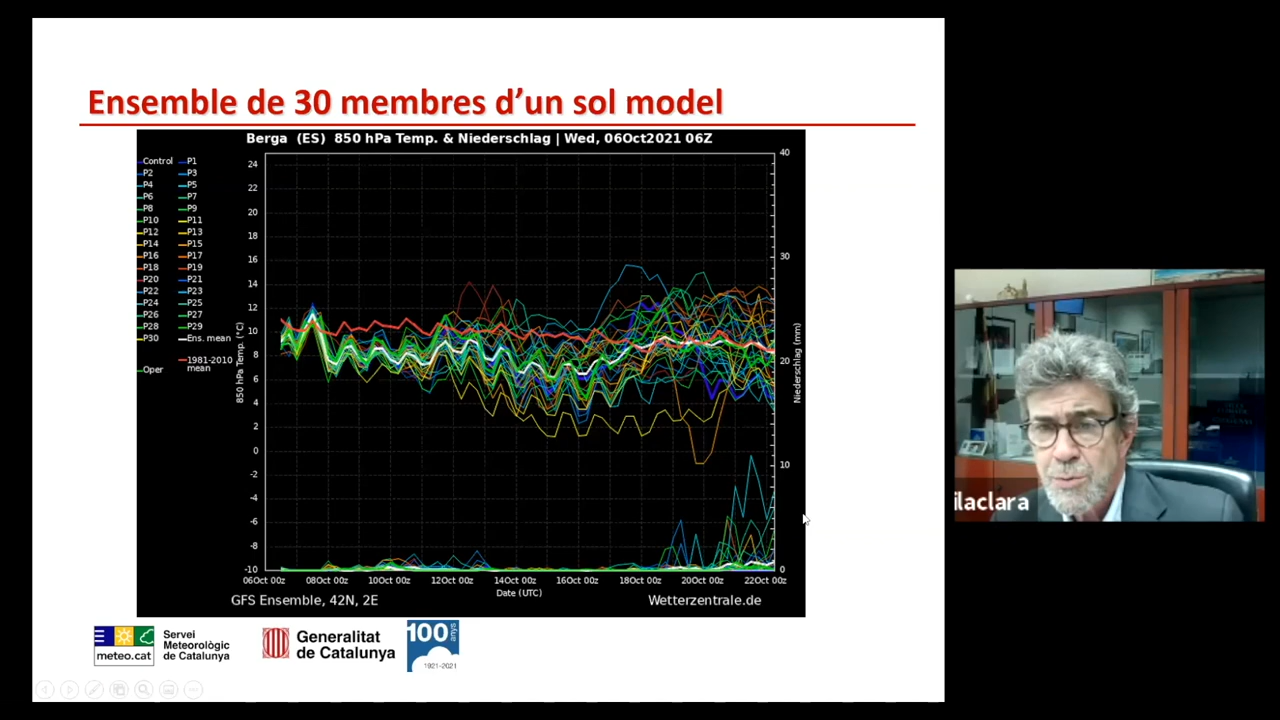 Ensemble de 30 membres d’un sol model
Berga (ES) 850 hPa Temp. & Niederschlag | Wed, 06Oct2021 06Z
Control P1
P2 P3
P4 P5
P6 P7
P8 P9
P10 P11
P12 P13
P14 P15
P16 P17
P18 P19
P20 P21
P22 P23
P24 P25
P26 P27
P28 P29
P30 Ens. mean
1981-2010
mean
Oper
24
22
20
18
16
14
12
10
8
6
4
2
0
-2
-4
-6
-8
-10
850 hPa Temp. (°C)
40
30
20
10
0
Niederschlag (mm)
06Oct 00z 08Oct 00z 10Oct 00z 12Oct 00z 14Oct 00z 16Oct 00z 18Oct 00z 20Oct 00z 22Oct 00z
Date (UTC)
GFS Ensemble, 42N, 2E
Wetterzentrale.de
meteo.cat
Servei
Meteorològic
de Catalunya
Generalitat
de Catalunya
100
anys
1921-2021
ilaclara